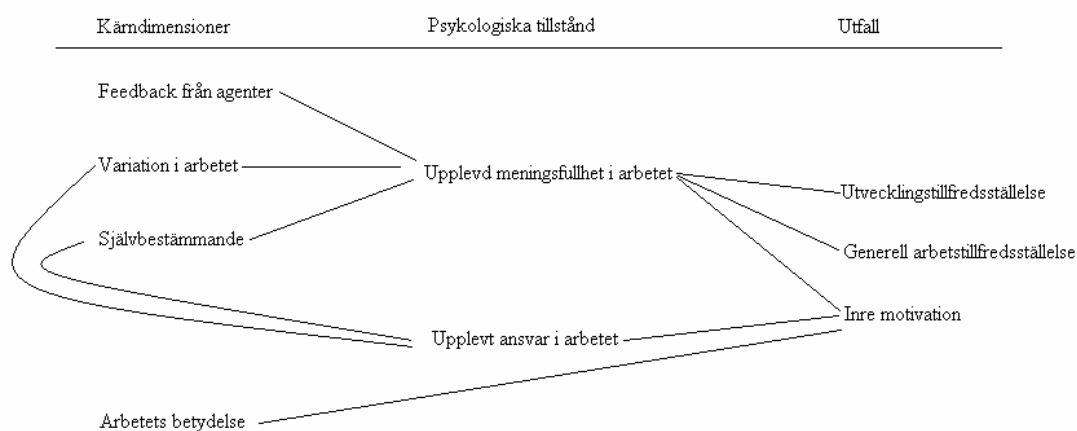 Kärndimensioner Psykologiska tillstånd Utfall
Feedback från agenter
Variation i arbetet
Upplevd meningsfullhet i arbetet
Utvecklingstillfredsställelse
Självbestämmande
Generell arbetstillfredsställelse
Inre motivation
Upplevt ansvar i arbetet
Arbetets betydelse